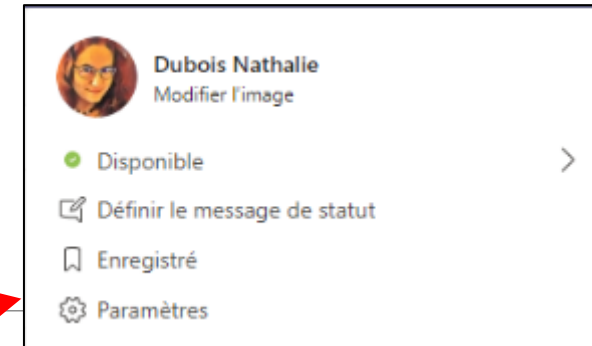 Dubois Nathalie
Modifier l'image
Disponible
Définir le message de statut
Enregistré
Paramètres